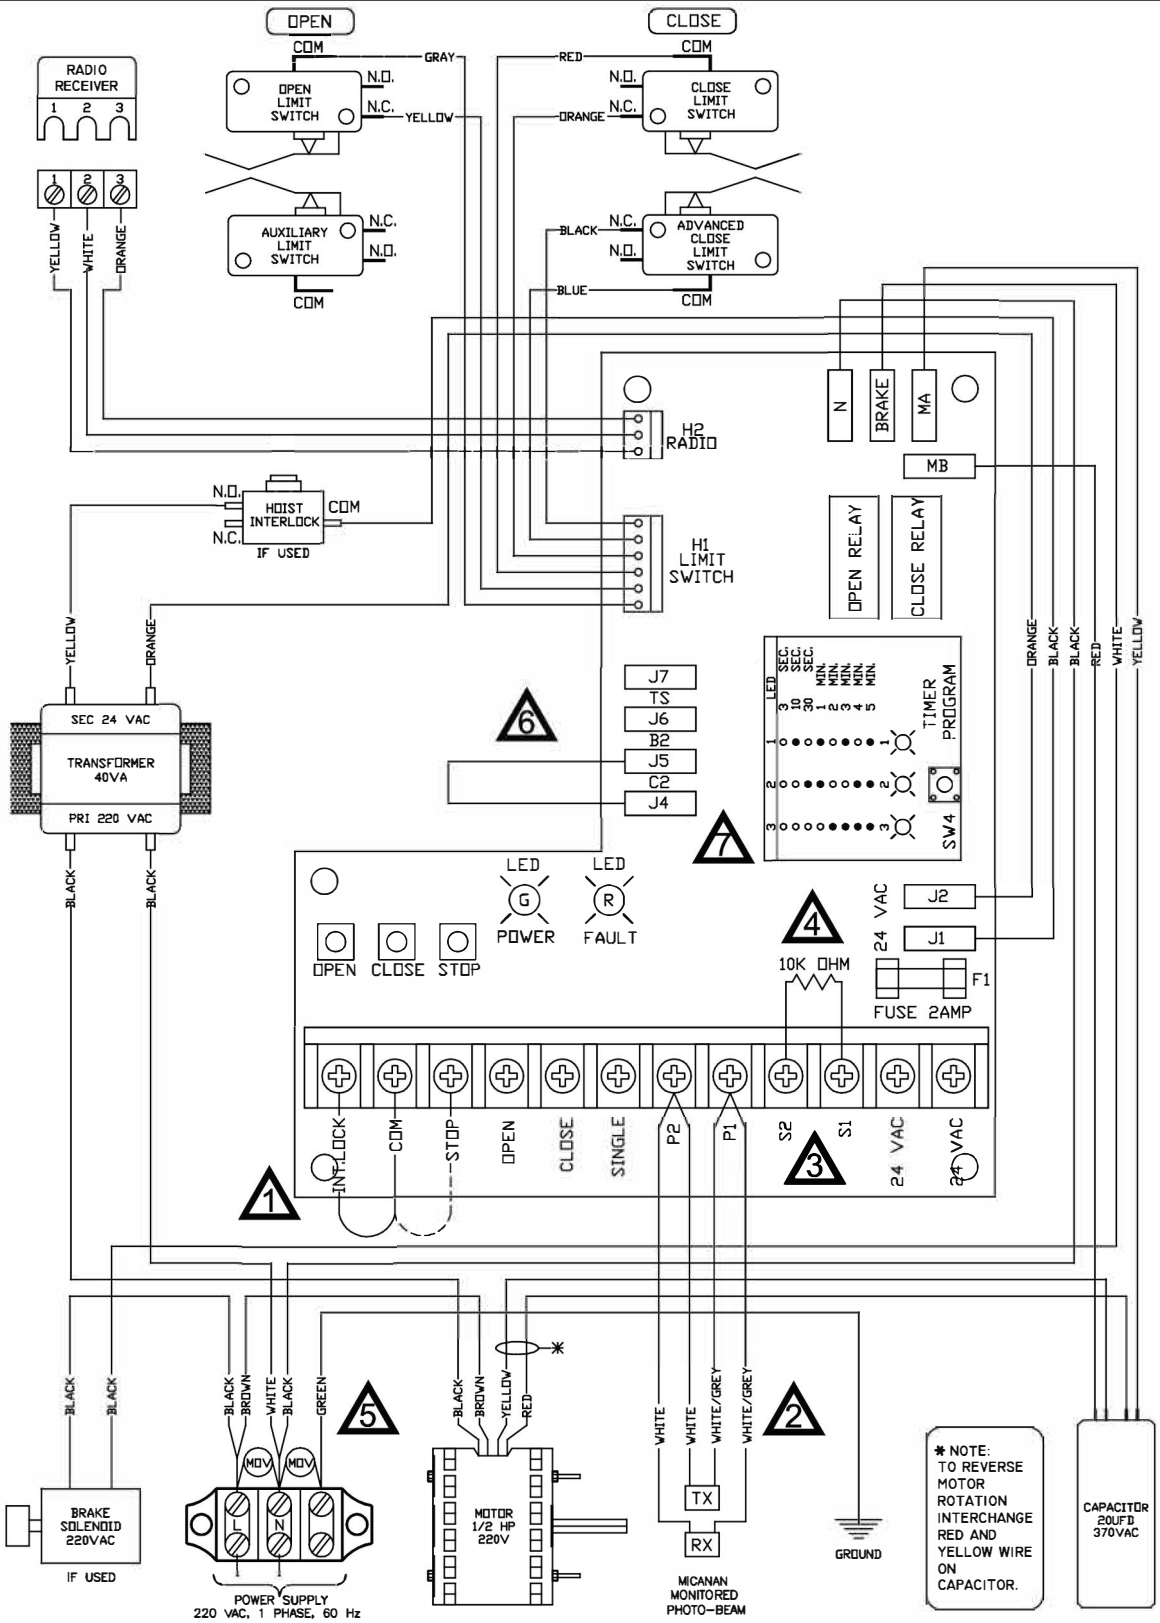 OPEN
CLOSE
COM
GRAY
RED
COM
RADIO
RECEIVER
1 2 3
OPEN
LIMIT
SWITCH
N.O.
N.C.
YELLOW
ORANGE
N.O.
N.C.
CLOSE
LIMIT
SWITCH
1 2 3
YELLOW
WHITE
ORANGE
AUXILIARY
LIMIT
SWITCH
N.C.
N.O.
COM
BLACK
BLUE
N.C.
N.O.
ADVANCED
CLOSE
LIMIT
SWITCH
COM
N
BRAKE
MA
MB
H2
RADIO
N.O.
N.C.
HOIST
INTERLOCK
COM
IF USED
H1
LIMIT
SWITCH
OPEN RELAY
CLOSE RELAY
YELLOW
ORANGE
ORANGE
BLACK
BLACK
RED
WHITE
YELLOW
SEC 24 VAC
TRANSFORMER
40VA
PRI 220 VAC
BLACK
BLACK
6
J7
TS
J6
B2
J5
C2
J4
LED
3 SEC.
10 SEC.
30 SEC.
1 MIN.
2 MIN.
3 MIN.
4 MIN.
5 MIN.
TIMER
PROGRAM
1 1
2 2
3 3
SW4
7
LED
G
POWER
LED
R
FAULT
OPEN
CLOSE
STOP
4
10K OHM
24 VAC
J2
J1
F1
FUSE 2AMP
INT.LOCK
COM
STOP
OPEN
CLOSE
SINGLE
P2
P1
S2
S1
24 VAC
24 VAC
1
3
BLACK
BLACK
BLACK
BROWN
WHITE
BLACK
GREEN
5
BLACK
BROWN
YELLOW
RED
*
WHITE
WHITE
WHITE/GREY
WHITE/GREY
2
MOV
MOV
L
N
BRAKE
SOLENOID
220VAC
IF USED
POWER SUPPLY
220 VAC, 1 PHASE, 60 Hz
MOTOR
1/2 HP
220V
TX
RX
MICANAN
MONITORED
PHOTO-BEAM
GROUND
* NOTE:
TO REVERSE
MOTOR
ROTATION
INTERCHANGE
RED AND
YELLOW WIRE
ON
CAPACITOR.
CAPACITOR
20UFD
370VAC